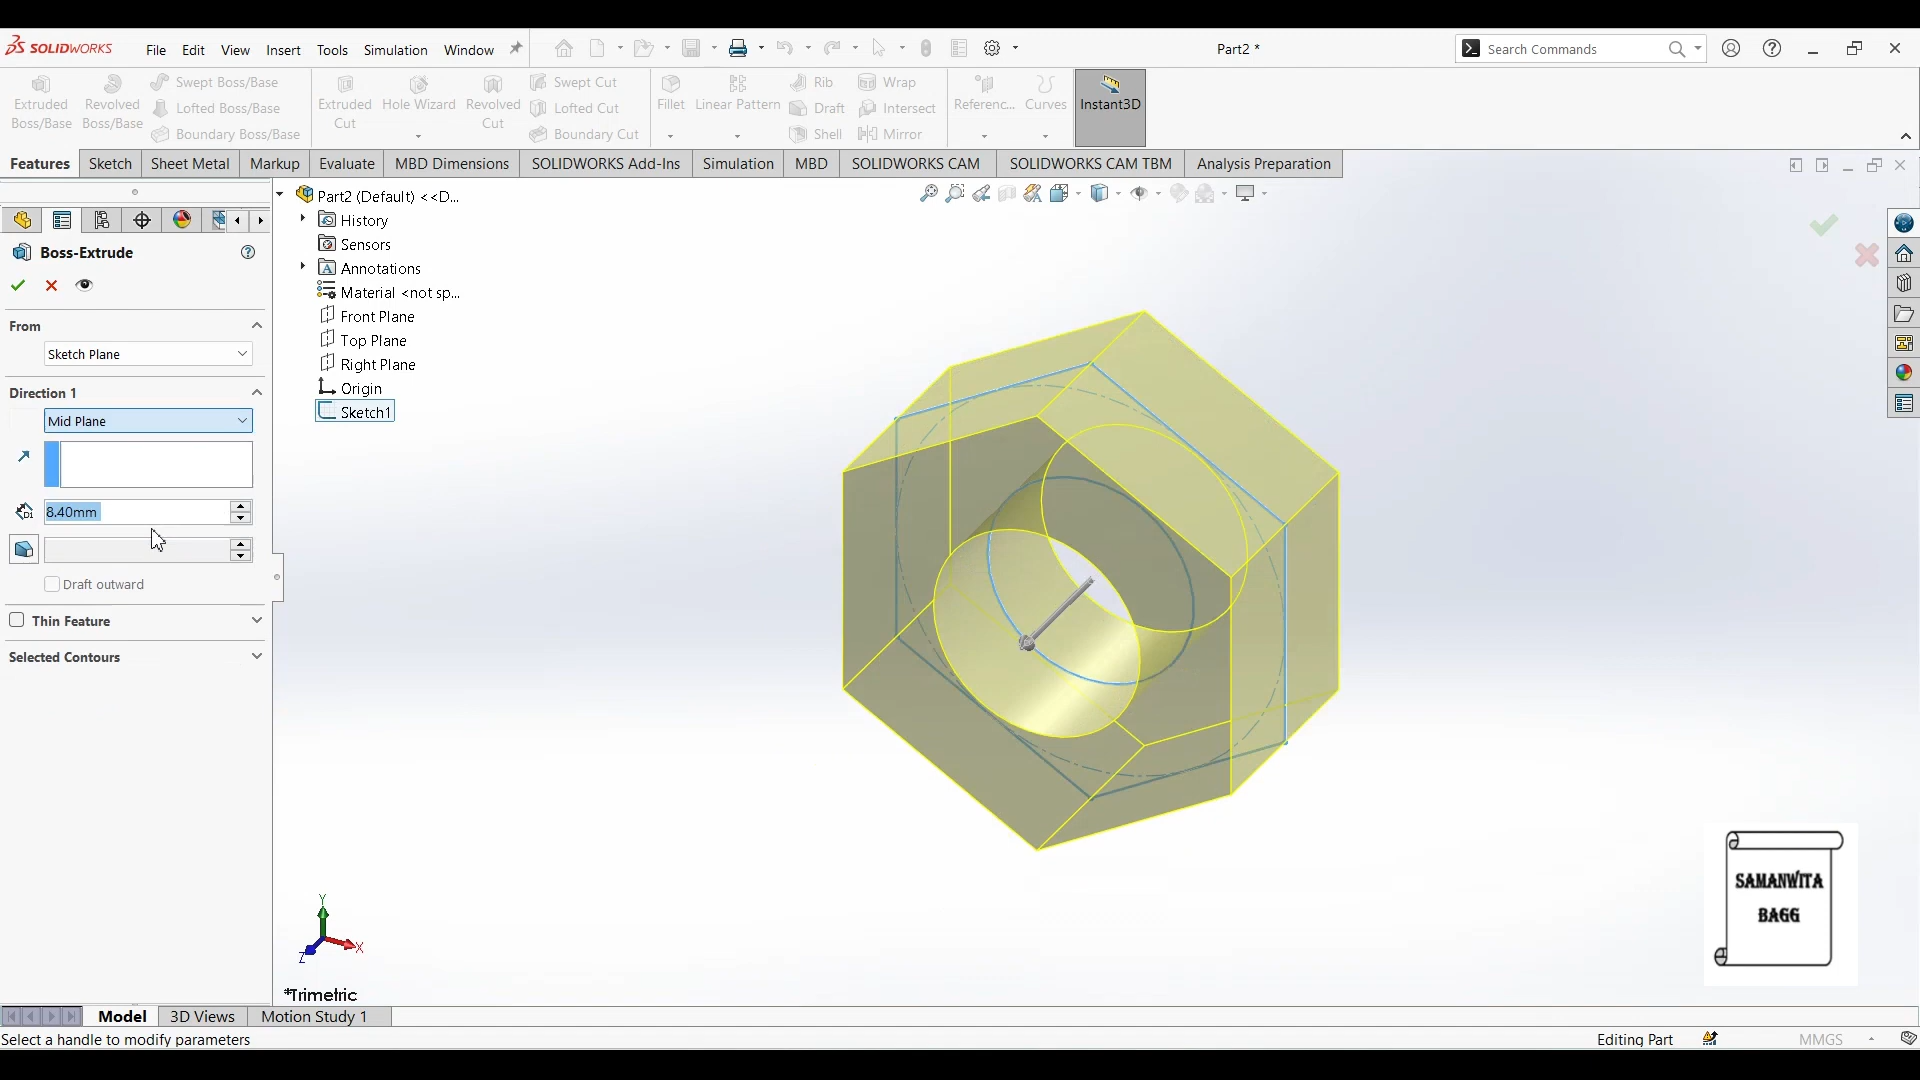 SOLIDWORKS
File Edit View Insert Tools Simulation Window
Part2 *
Search Commands
Extruded Boss/Base
Revolved Boss/Base
Swept Boss/Base
Lofted Boss/Base
Boundary Boss/Base
Extruded Cut
Hole Wizard
Revolved Cut
Swept Cut
Lofted Cut
Boundary Cut
Fillet
Linear Pattern
Rib
Draft
Shell
Wrap
Intersect
Mirror
Referenc...
Curves
Instant3D
Features Sketch Sheet Metal Markup Evaluate MBD Dimensions SOLIDWORKS Add-Ins Simulation MBD SOLIDWORKS CAM SOLIDWORKS CAM TBM Analysis Preparation
Boss-Extrude
From
Sketch Plane
Direction 1
Mid Plane
D1
8.40mm
Draft outward
Thin Feature
Selected Contours
Part2 (Default) <<D...
History
Sensors
Annotations
Material <not sp...
Front Plane
Top Plane
Right Plane
Origin
Sketch1
Y
X
Z
*Trimetric
SAMANWITA
BAGG
Model 3D Views Motion Study 1
Select a handle to modify parameters
Editing Part
MMGS